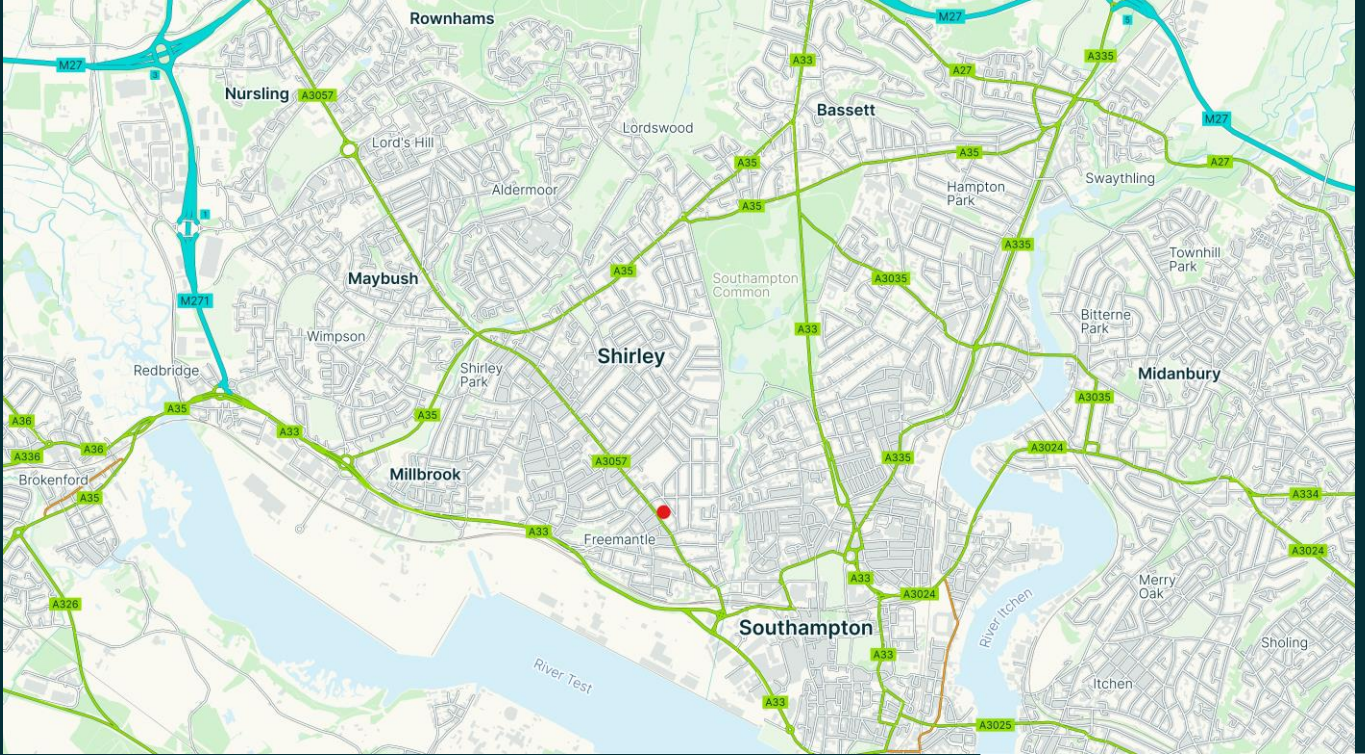 Rownhams
M27
5
A33
A335
M27
3
A27
Nursling
A3057
Bassett
M27
Lordswood
Lord's Hill
A35
A35
A27
Swaythling
Aldermoor
Hampton
Park
A35
1
A335
Townhill
Park
A35
Maybush
Southampton
Common
A3035
M271
Bitterne
Park
A33
Wimpson
Shirley
Redbridge
Shirley
Park
Midanbury
A3035
A35
A35
A36
A33
A36
A336
A3024
A335
A3057
Millbrook
Brokenford
A35
A334
A33
Freemantle
A3024
A33
Merry
Oak
A3024
A326
River Itchen
Southampton
Sholing
A33
River Test
Itchen
A33
A3025